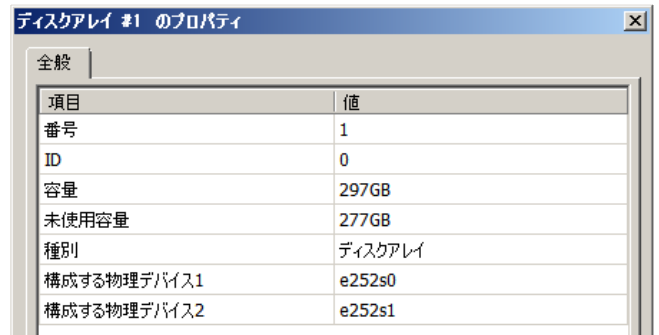 ディスクアレイ #1 のプロパティ
全般
項目 値
番号 1
ID 0
容量 297GB
未使用容量 277GB
種別 ディスクアレイ
構成する物理デバイス1 e252s0
構成する物理デバイス2 e252s1